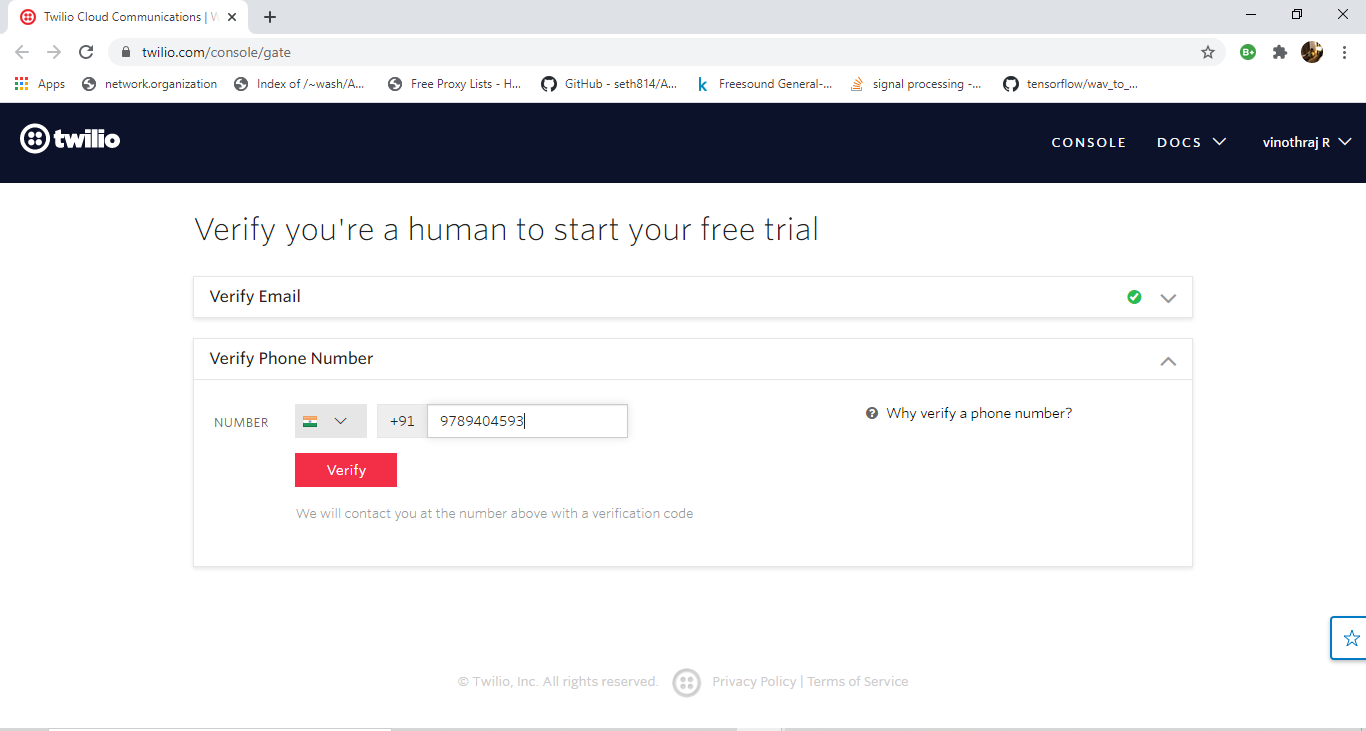 Twilio Cloud Communications | W
twilio.com/console/gate
Apps network.organization Index of /~wash/A... Free Proxy Lists - H... GitHub - seth814/A... Freesound General-... signal processing -... tensorflow/wav_to_...
twilio CONSOLE DOCS vinothraj R
Verify you're a human to start your free trial
Verify Email
Verify Phone Number
NUMBER +91 9789404593 Why verify a phone number?
Verify
We will contact you at the number above with a verification code
© Twilio, Inc. All rights reserved. Privacy Policy | Terms of Service